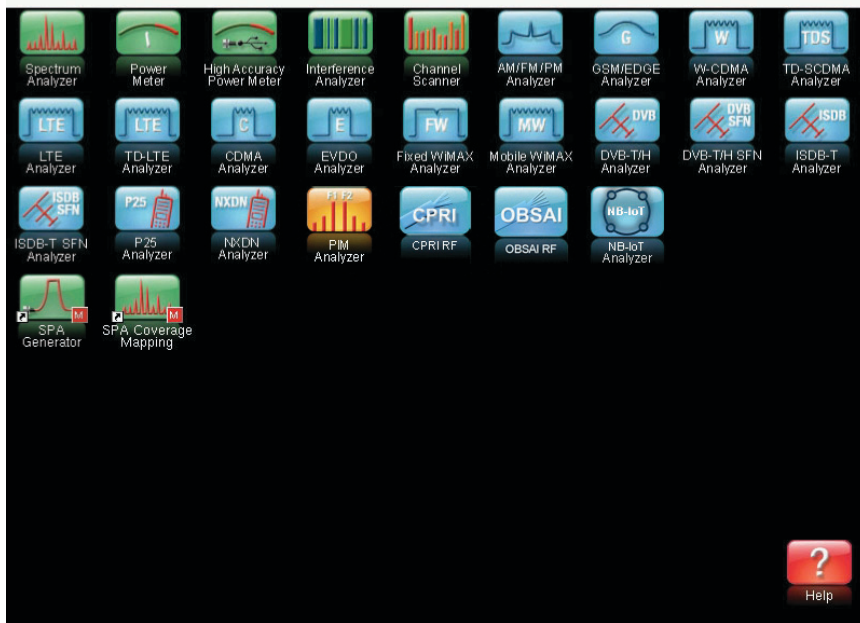 G
W
TDS
Spectrum Analyzer
Power Meter
High Accuracy Power Meter
Interference Analyzer
Channel Scanner
AM/FM/PM Analyzer
GSM/EDGE Analyzer
W-CDMA Analyzer
TD-SCDMA Analyzer
LTE
LTE
C
E
FW
MW
DVB
DVB SFN
ISDB
LTE Analyzer
TD-LTE Analyzer
CDMA Analyzer
EVDO Analyzer
Fixed WiMAX Analyzer
Mobile WiMAX Analyzer
DVB-T/H Analyzer
DVB-T/H SFN Analyzer
ISDB-T Analyzer
ISDB SFN
P25
NXDN
F1 F2
CPRI
OBSAI
NB-IoT
ISDB-T SFN Analyzer
P25 Analyzer
NXDN Analyzer
PIM Analyzer
CPRI RF
OBSAI RF
NB-IoT Analyzer
M
M
SPA Generator
SPA Coverage Mapping
?
Help